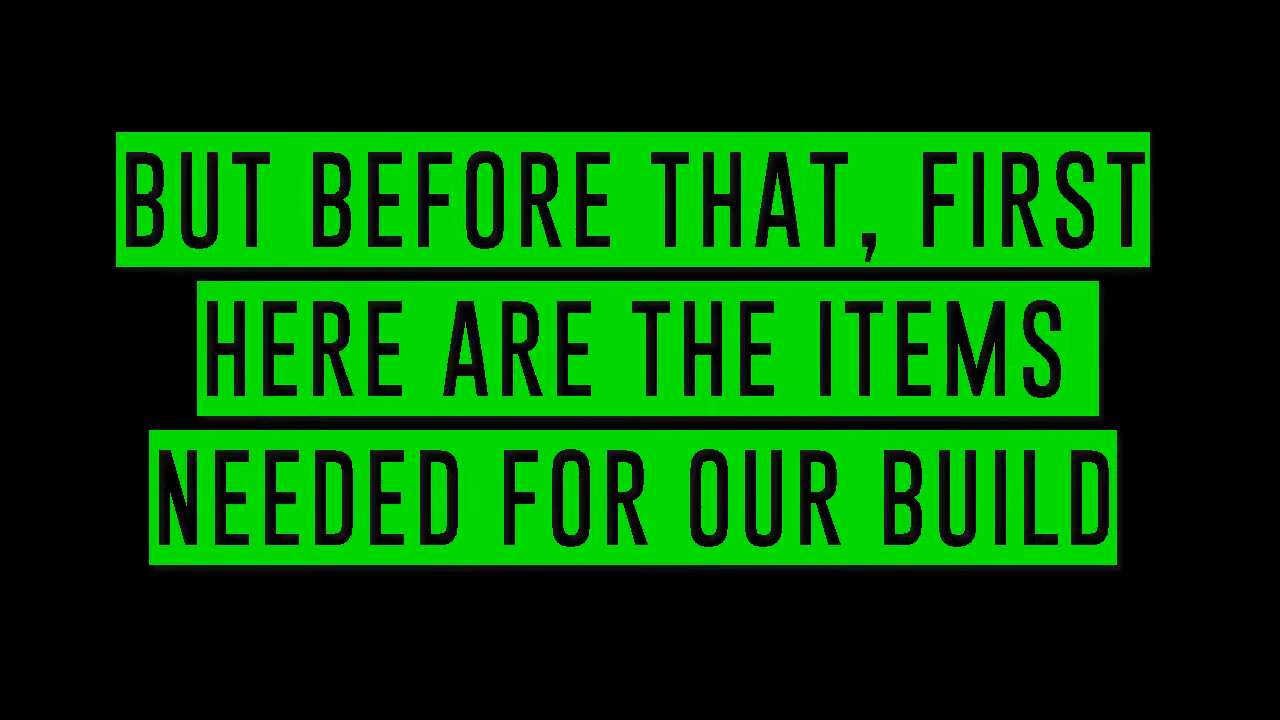 BUT BEFORE THAT, FIRST
HERE ARE THE ITEMS
NEEDED FOR OUR BUILD